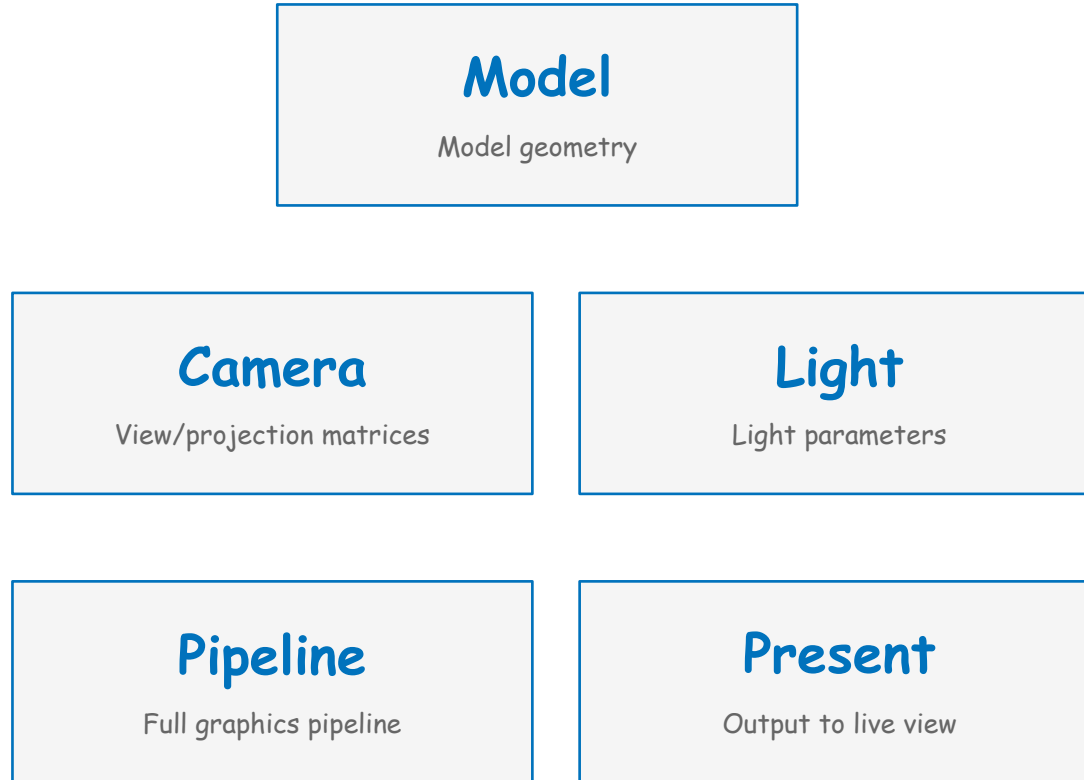 Model
Model geometry
Camera
View/projection matrices
Light
Light parameters
Pipeline
Full graphics pipeline
Present
Output to live view